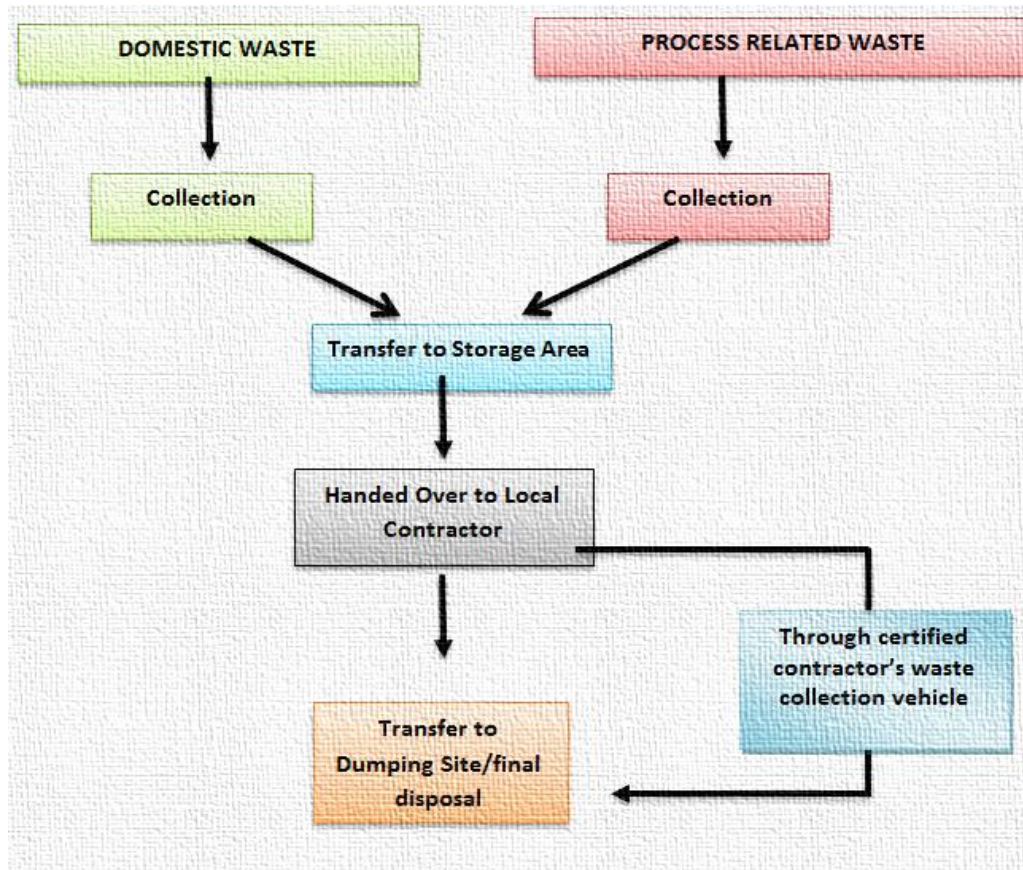 DOMESTIC WASTE
PROCESS RELATED WASTE
Collection
Collection
Transfer to Storage Area
Handed Over to Local
Contractor
Through certified
contractor's waste
collection vehicle
Transfer to
Dumping Site/final
disposal